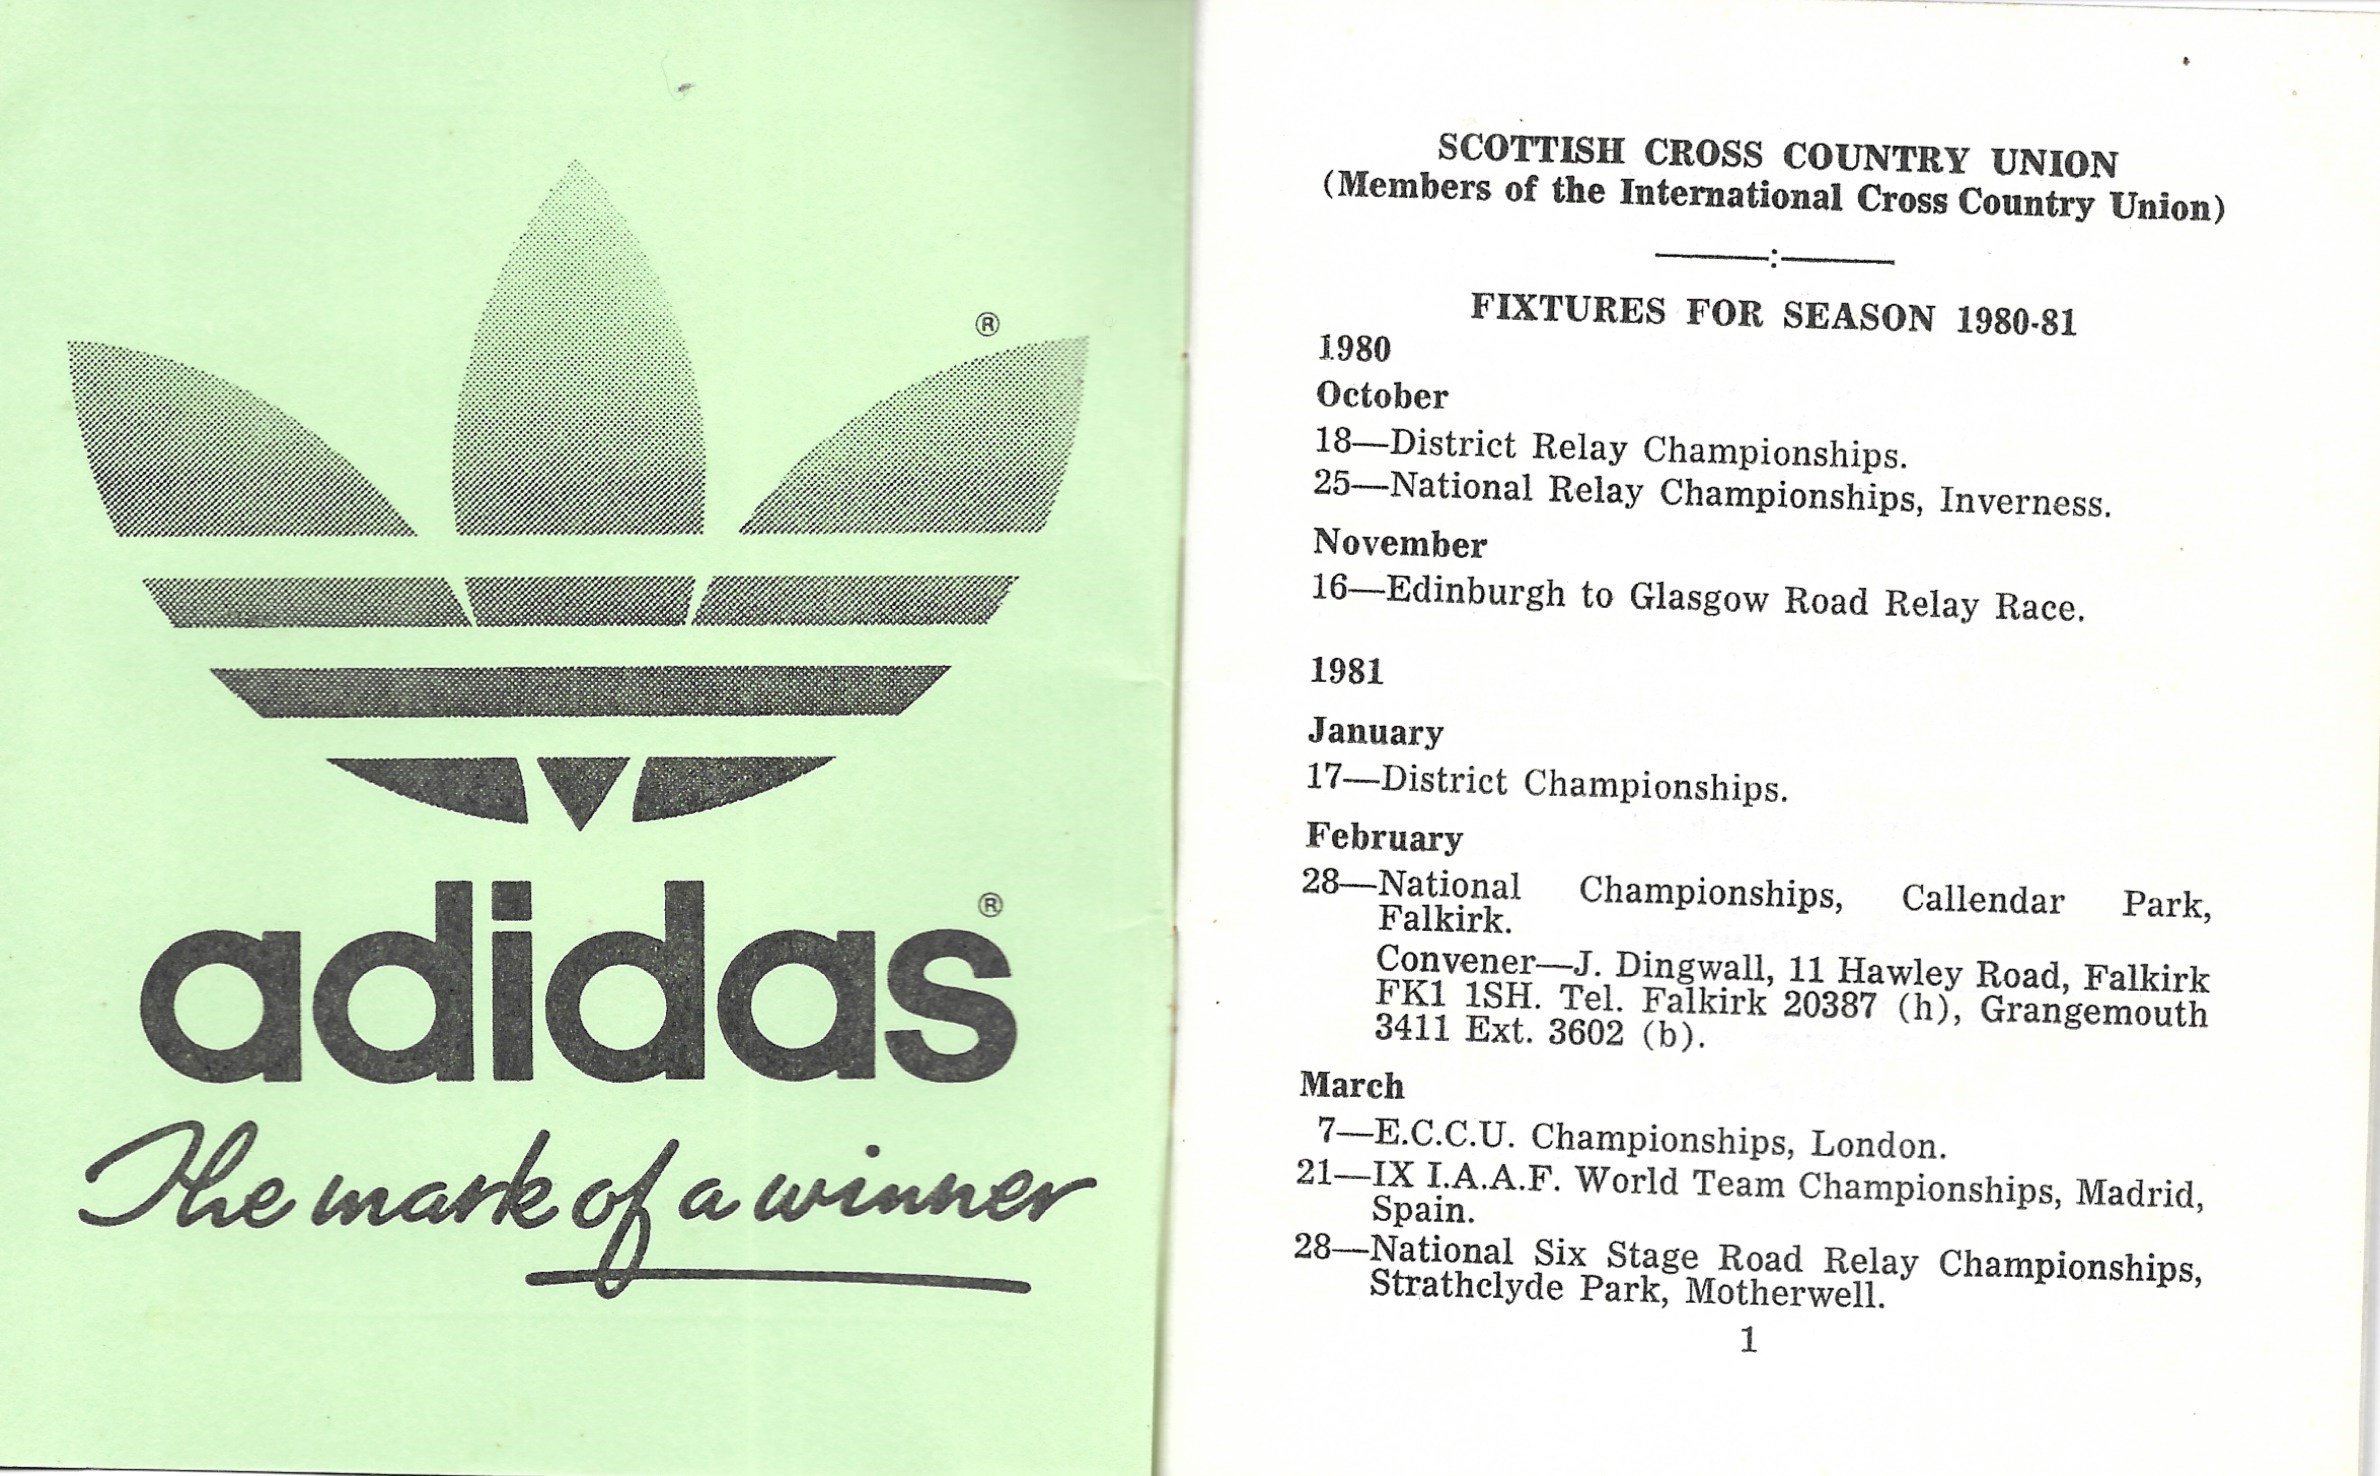 ®
adidas®
The mark of a winner
SCOTTISH CROSS COUNTRY UNION
(Members of the International Cross Country Union)
FIXTURES FOR SEASON 1980-81
1980
October
18—District Relay Championships.
25—National Relay Championships, Inverness.
November
16—Edinburgh to Glasgow Road Relay Race.
1981
January
17—District Championships.
February
28—National Championships, Callendar Park,
Falkirk.
Convener—J. Dingwall, 11 Hawley Road, Falkirk
FK1 1SH. Tel. Falkirk 20387 (h), Grangemouth
3411 Ext. 3602 (b).
March
7—E.C.C.U. Championships, London.
21—IX I.A.A.F. World Team Championships, Madrid,
Spain.
28—National Six Stage Road Relay Championships,
Strathclyde Park, Motherwell.
1